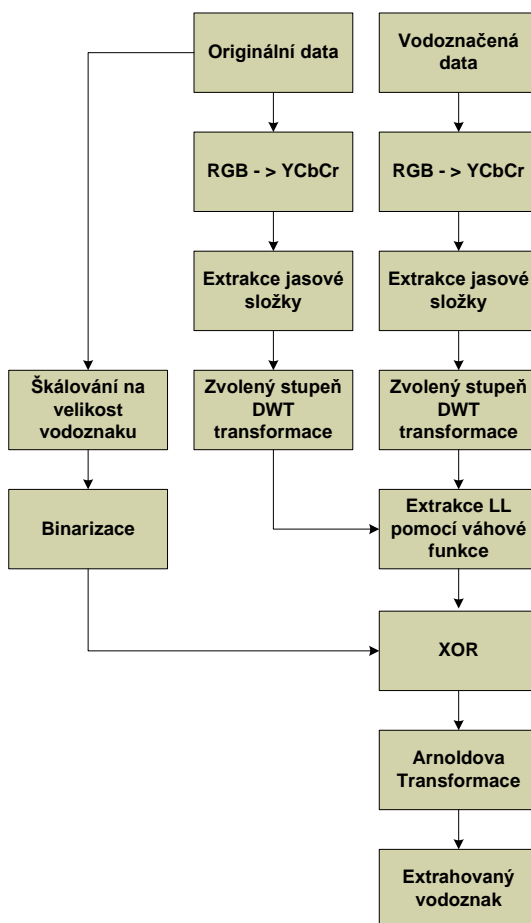 Originální data
Vodoznačená
data
RGB - > YCbCr
RGB - > YCbCr
Extrakce jasové
složky
Extrakce jasové
složky
Škálování na
velikost
vodoznaku
Zvolený stupeň
DWT
transformace
Zvolený stupeň
DWT
transformace
Binarizace
Extrakce LL
pomocí váhové
funkce
XOR
Arnoldova
Transformace
Extrahovaný
vodoznak